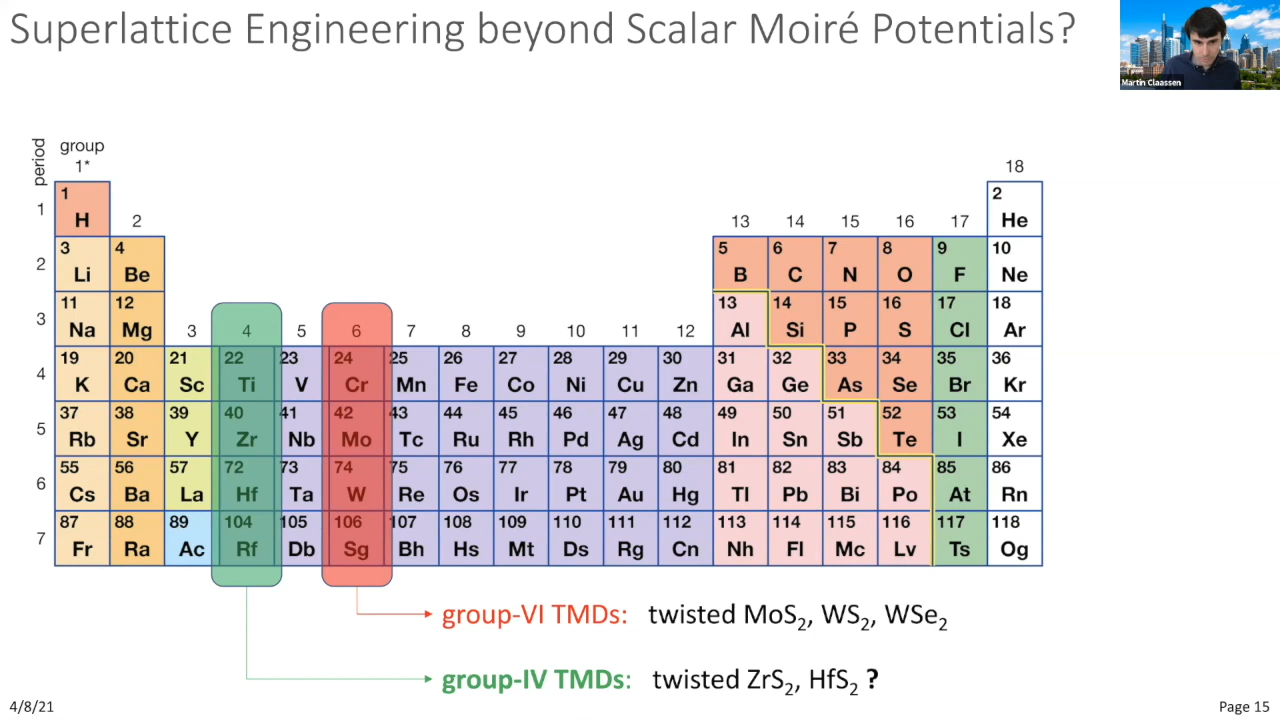 Superlattice Engineering beyond Scalar Moiré Potentials?
Martin Claassen
period
group
1* 18
1 1 H 2 2 He
13 14 15 16 17
2 3 Li 4 Be 5 B 6 C 7 N 8 O 9 F 10 Ne
3 11 Na 12 Mg 3 4 5 6 7 8 9 10 11 12 13 Al 14 Si 15 P 16 S 17 Cl 18 Ar
4 19 K 20 Ca 21 Sc 22 Ti 23 V 24 Cr 25 Mn 26 Fe 27 Co 28 Ni 29 Cu 30 Zn 31 Ga 32 Ge 33 As 34 Se 35 Br 36 Kr
5 37 Rb 38 Sr 39 Y 40 Zr 41 Nb 42 Mo 43 Tc 44 Ru 45 Rh 46 Pd 47 Ag 48 Cd 49 In 50 Sn 51 Sb 52 Te 53 I 54 Xe
6 55 Cs 56 Ba 57 La 72 Hf 73 Ta 74 W 75 Re 76 Os 77 Ir 78 Pt 79 Au 80 Hg 81 Tl 82 Pb 83 Bi 84 Po 85 At 86 Rn
7 87 Fr 88 Ra 89 Ac 104 Rf 105 Db 106 Sg 107 Bh 108 Hs 109 Mt 110 Ds 111 Rg 112 Cn 113 Nh 114 Fl 115 Mc 116 Lv 117 Ts 118 Og
group-VI TMDs: twisted MoS₂, WS₂, WSe₂
group-IV TMDs: twisted ZrS₂, HfS₂ ?
4/8/21 Page 15